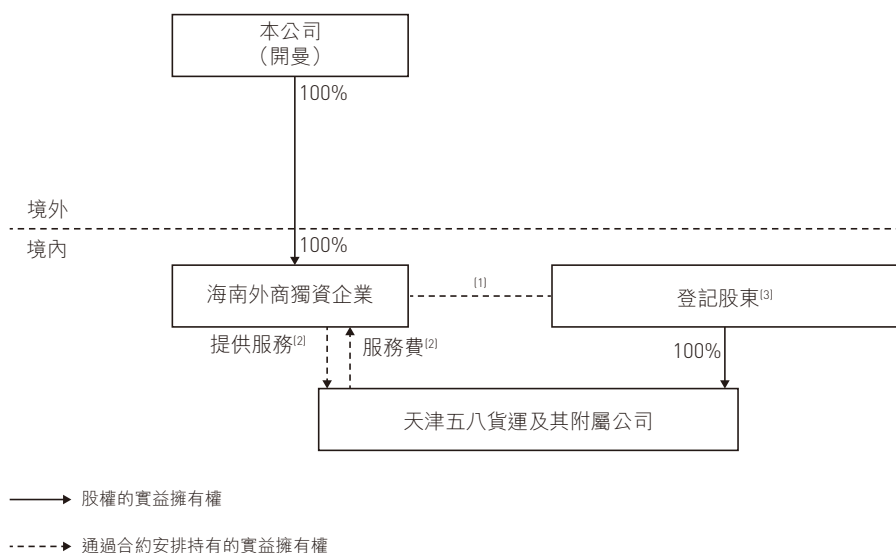 本公司
（開曼）
100%
境外
100%
境內
海南外商獨資企業
(1)
登記股東(3)
提供服務(2)
服務費(2)
100%
天津五八貨運及其附屬公司
股權的實益擁有權
通過合約安排持有的實益擁有權